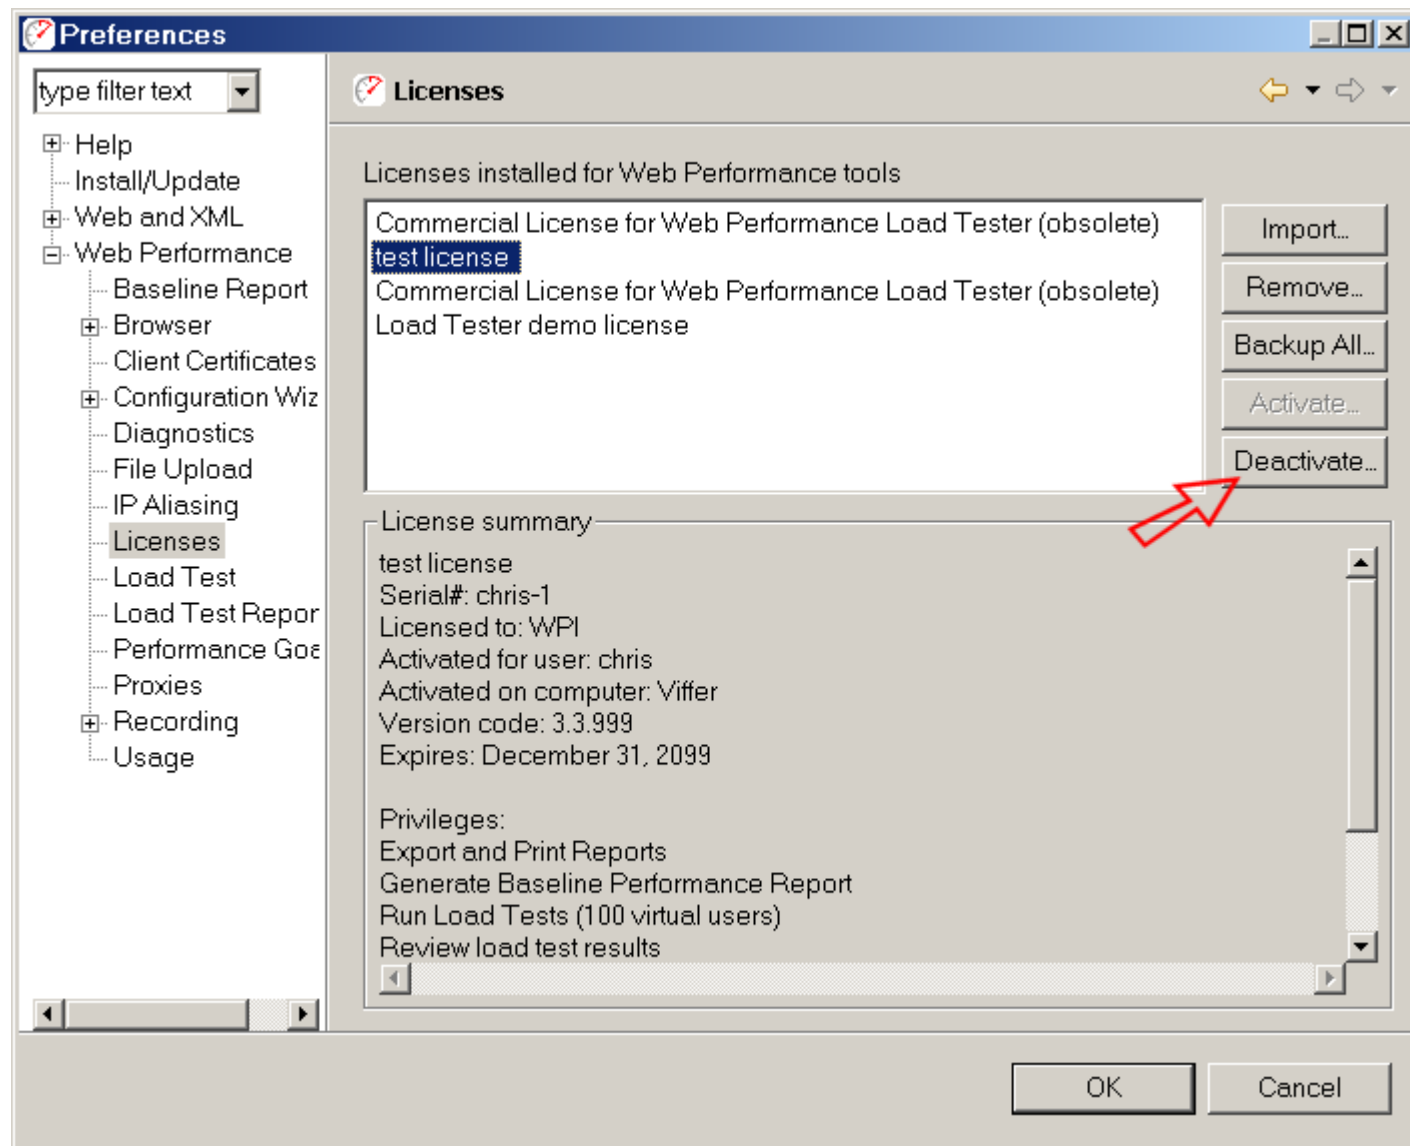 Preferences
type filter text
Help
Install/Update
Web and XML
Web Performance
Baseline Report
Browser
Client Certificates
Configuration Wiz
Diagnostics
File Upload
IP Aliasing
Licenses
Load Test
Load Test Repor
Performance Goa
Proxies
Recording
Usage
Licenses
Licenses installed for Web Performance tools
Commercial License for Web Performance Load Tester (obsolete)
test license
Commercial License for Web Performance Load Tester (obsolete)
Load Tester demo license
Import...
Remove...
Backup All...
Activate...
Deactivate...
License summary
test license
Serial#: chris-1
Licensed to: WPI
Activated for user: chris
Activated on computer: Viffer
Version code: 3.3.999
Expires: December 31, 2099
Privileges:
Export and Print Reports
Generate Baseline Performance Report
Run Load Tests (100 virtual users)
Review load test results
OK
Cancel